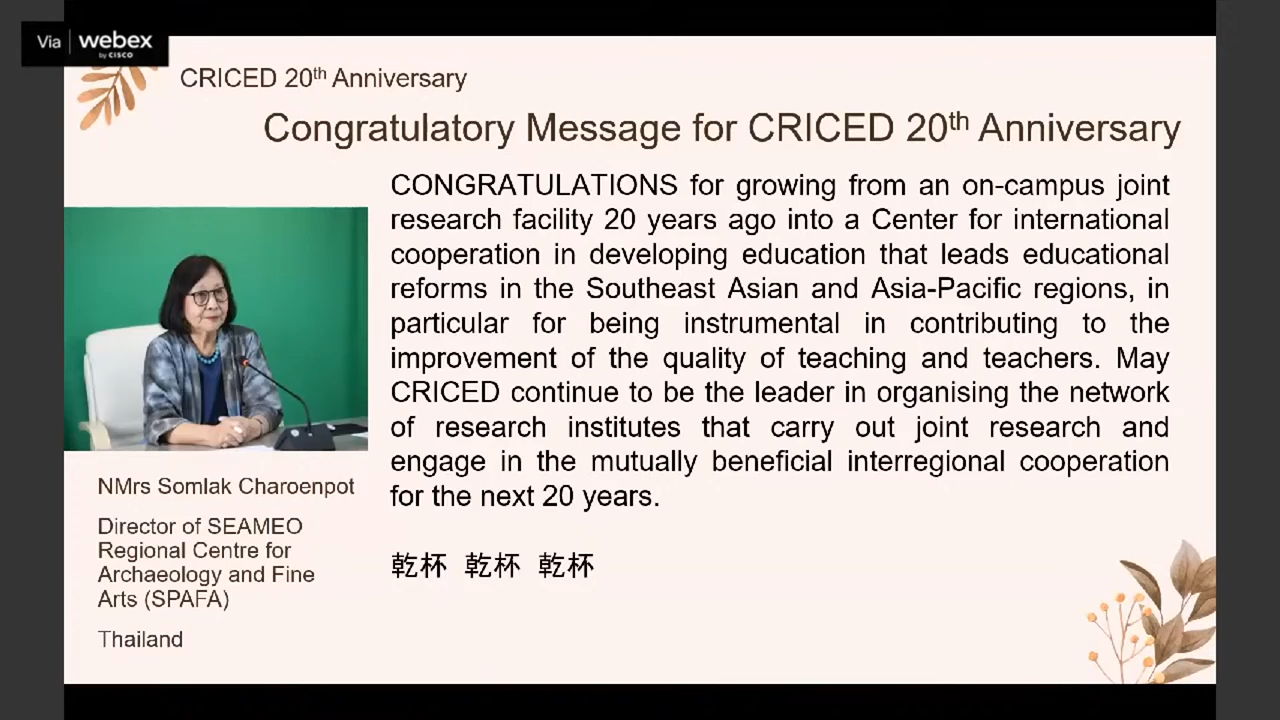 Via webex
by CISCO
CRICED 20th Anniversary
Congratulatory Message for CRICED 20th Anniversary
CONGRATULATIONS for growing from an on-campus joint
research facility 20 years ago into a Center for international
cooperation in developing education that leads educational
reforms in the Southeast Asian and Asia-Pacific regions, in
particular for being instrumental in contributing to the
improvement of the quality of teaching and teachers. May
CRICED continue to be the leader in organising the network
of research institutes that carry out joint research and
engage in the mutually beneficial interregional cooperation
for the next 20 years.
乾杯 乾杯 乾杯
NMrs Somlak Charoenpot
Director of SEAMEO
Regional Centre for
Archaeology and Fine
Arts (SPAFA)
Thailand